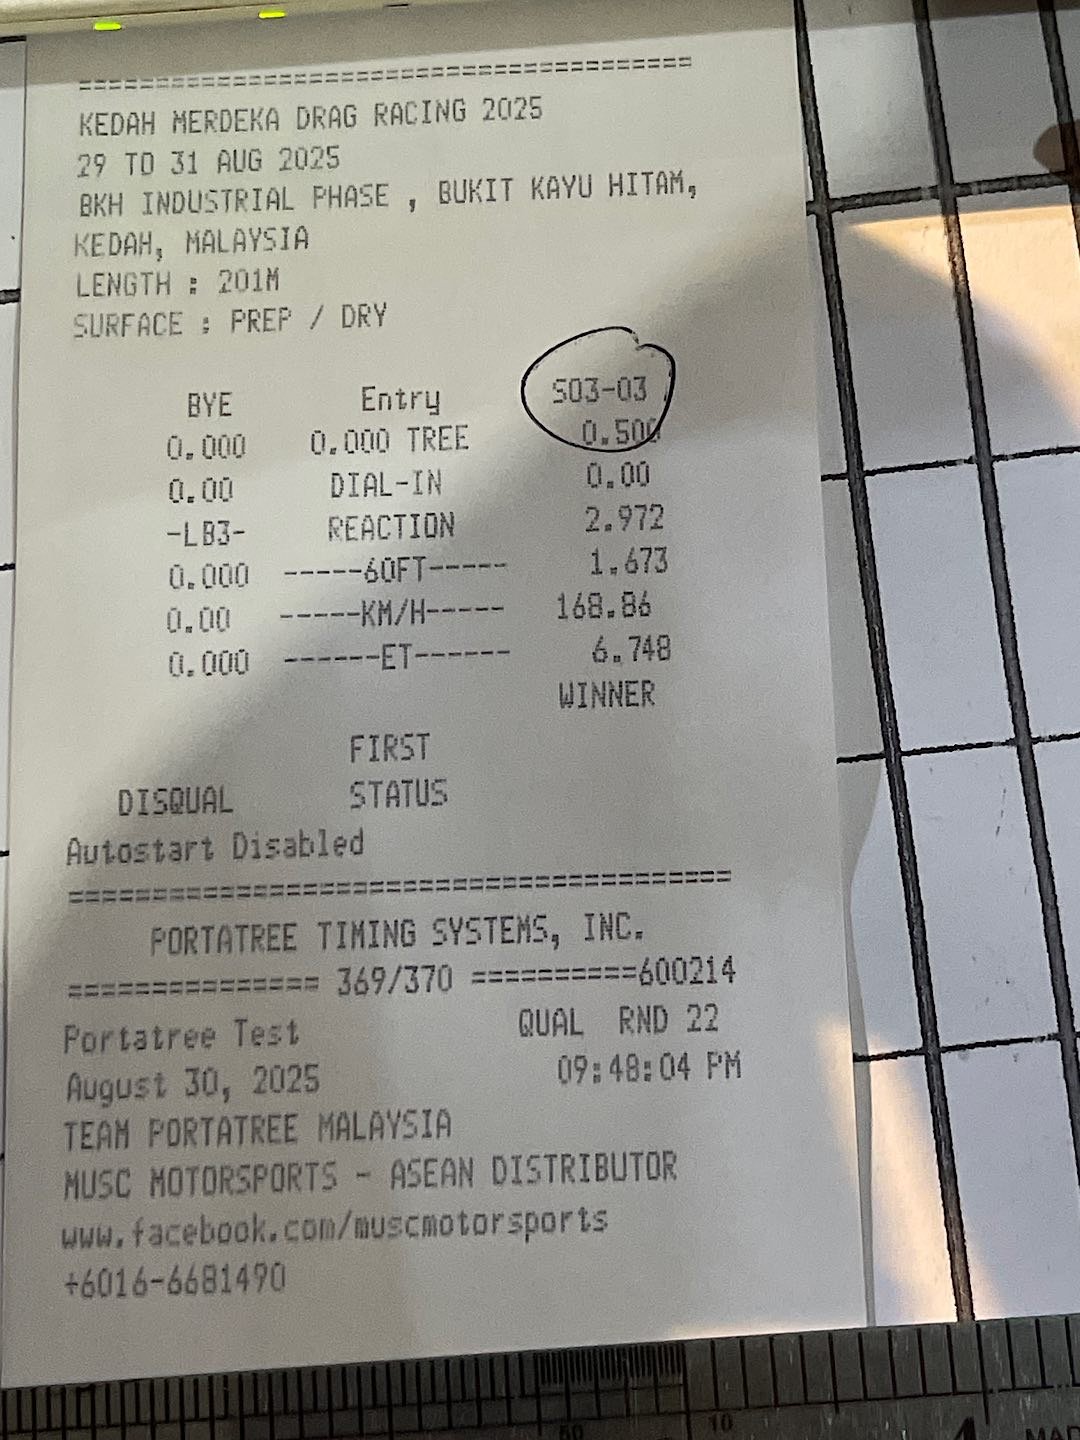 =======================================
KEDAH MERDEKA DRAG RACING 2025
29 TO 31 AUG 2025
BKH INDUSTRIAL PHASE , BUKIT KAYU HITAM,
KEDAH, MALAYSIA
LENGTH : 201M
SURFACE : PREP / DRY
BYE Entry S03-03
0.000 0.000 TREE 0.500
0.00 DIAL-IN 0.00
-LB3- REACTION 2.972
0.000 -----60FT----- 1.673
0.00 -----KM/H----- 168.86
0.000 ------ET------ 6.748
WINNER
FIRST
DISQUAL STATUS
Autostart Disabled
=======================================
PORTATREE TIMING SYSTEMS, INC.
=============== 369/370 ==========600214
Portatree Test QUAL RND 22
August 30, 2025 09:48:04 PM
TEAM PORTATREE MALAYSIA
MUSC MOTORSPORTS - ASEAN DISTRIBUTOR
www.facebook.com/muscmotorsports
+6016-6681490
10